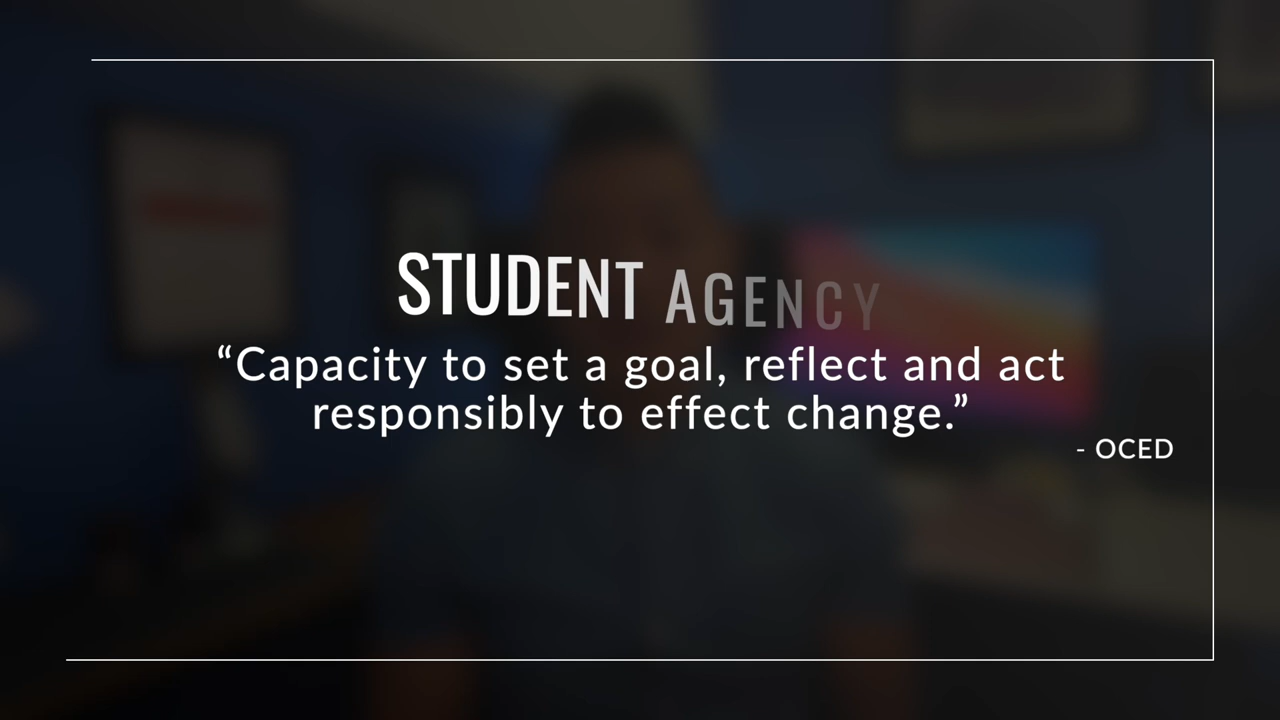 STUDENT AGENCY
“Capacity to set a goal, reflect and act
responsibly to effect change.”
- OCED